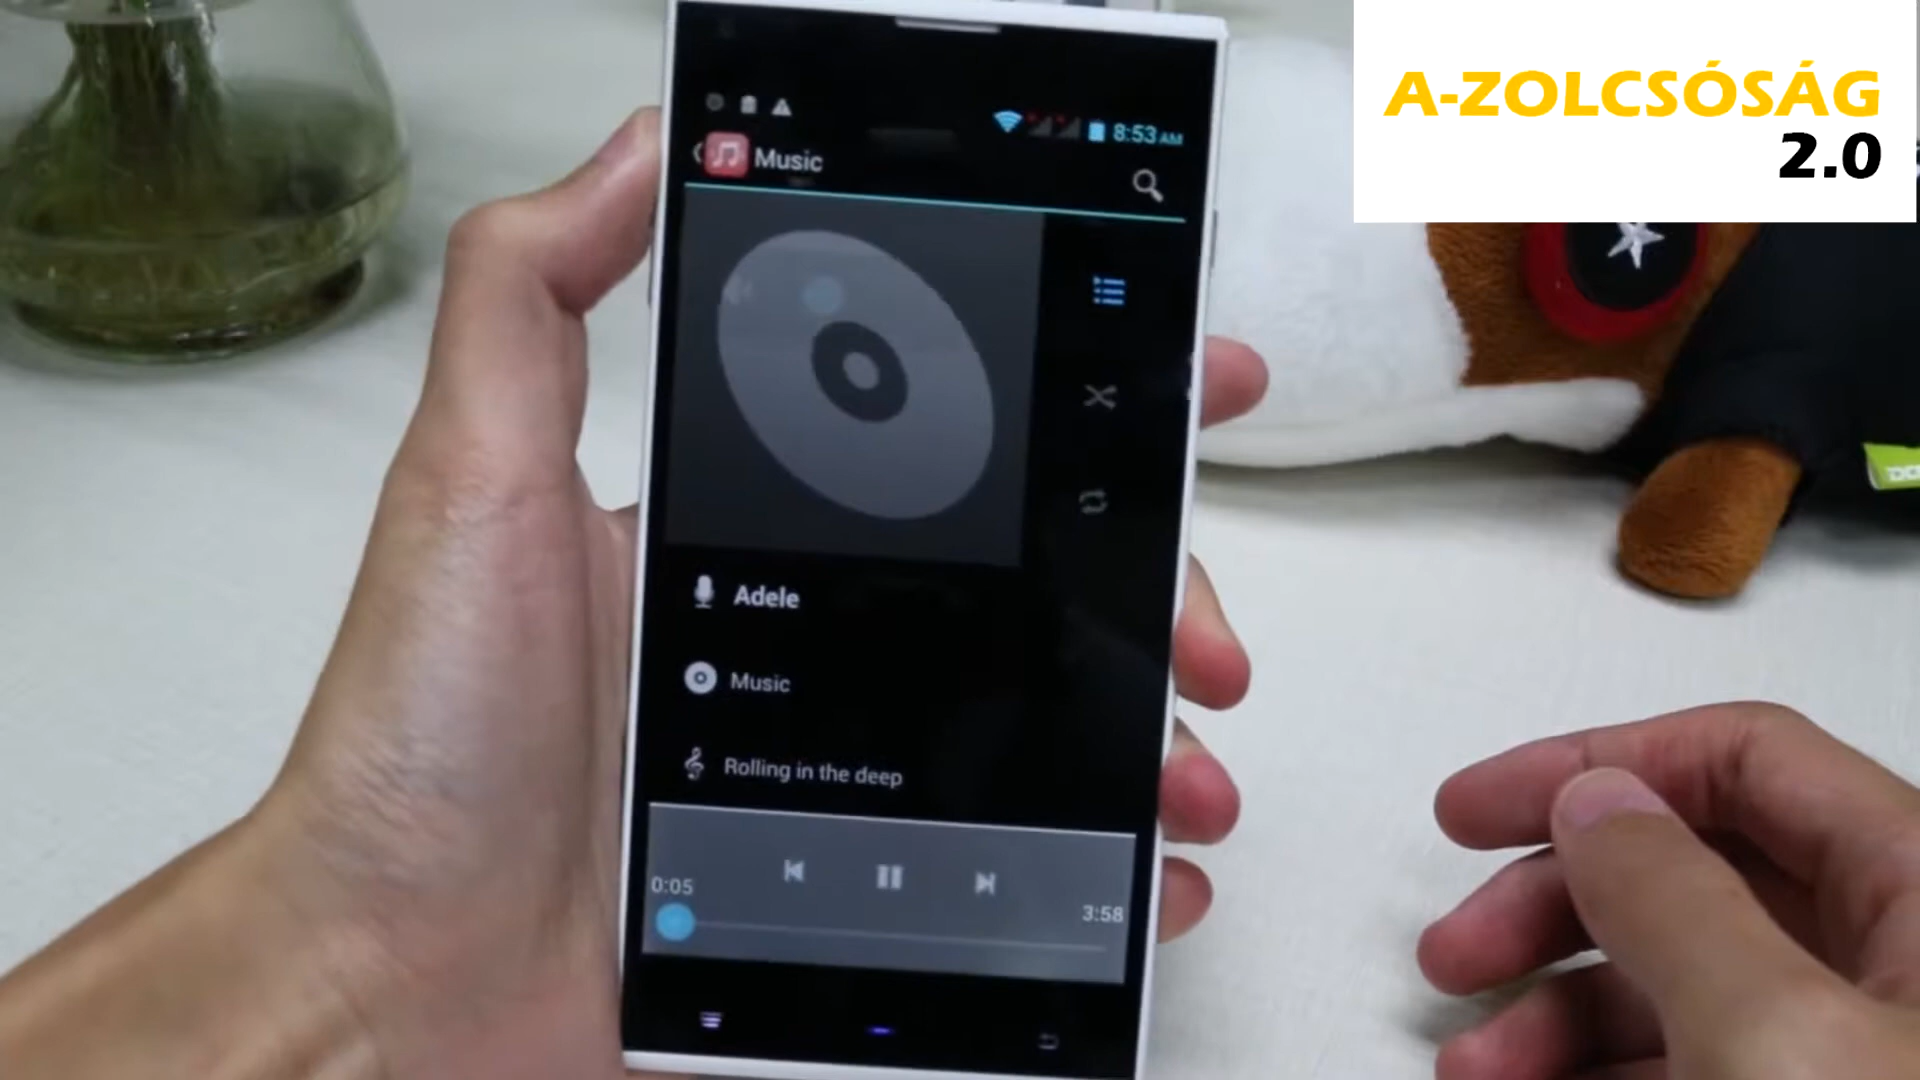 A-ZOLCSÓSÁG
2.0
8:53 AM
Music
Adele
Music
Rolling in the deep
0:05
3:58